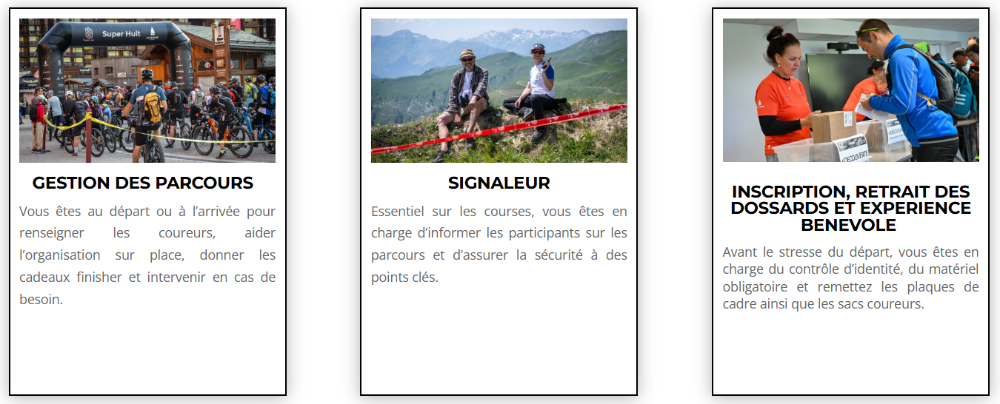 Super Huit
GESTION DES PARCOURS
Vous êtes au départ ou à l’arrivée pour
renseigner les coureurs, aider
l’organisation sur place, donner les
cadeaux finisher et intervenir en cas de
besoin.
SIGNALEUR
Essentiel sur les courses, vous êtes en
charge d’informer les participants sur les
parcours et d’assurer la sécurité à des
points clés.
#DECOUVERTE
INSCRIPTION, RETRAIT DES
DOSSARDS ET EXPERIENCE
BENEVOLE
Avant le stresse du départ, vous êtes en
charge du contrôle d’identité, du matériel
obligatoire et remettez les plaques de
cadre ainsi que les sacs coureurs.